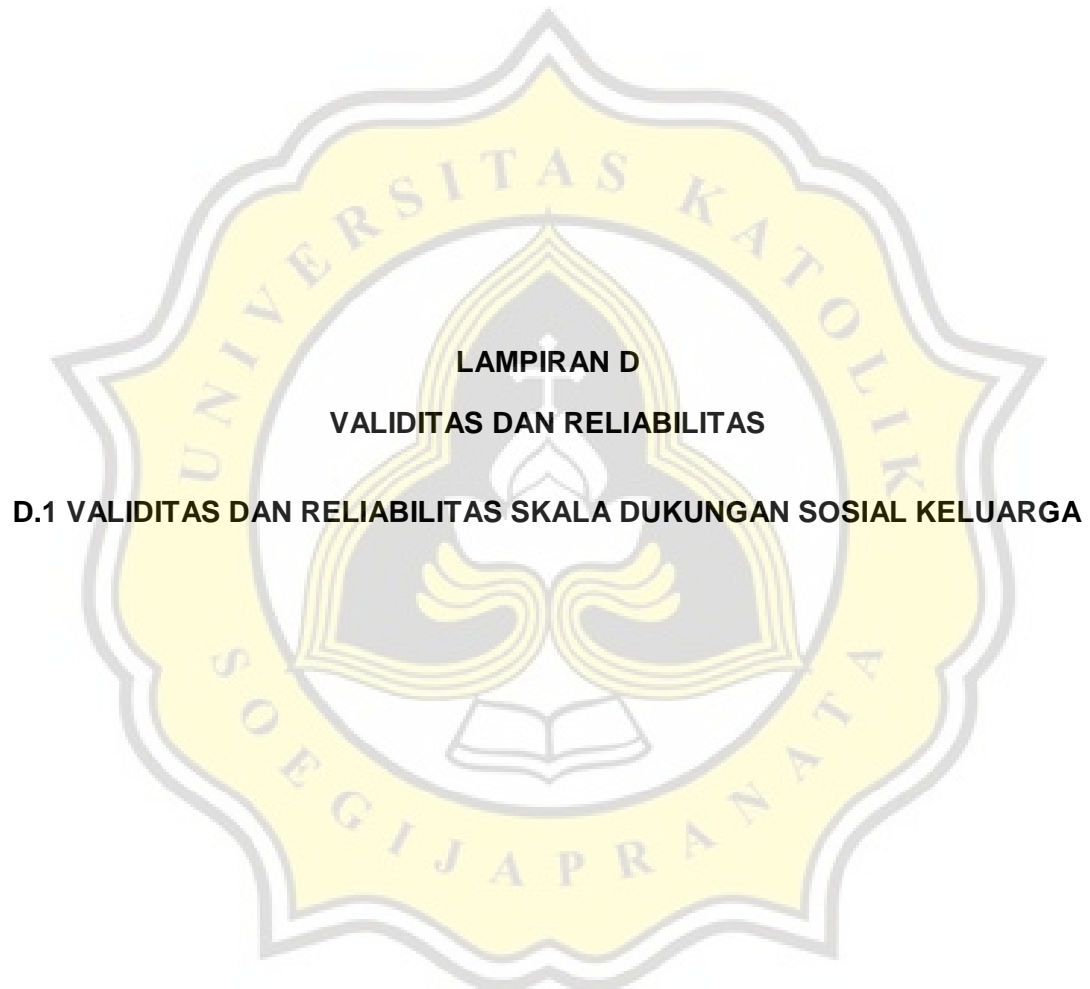 UNIVERSITAS KATOLIK
LAMPIRAN D
VALIDITAS DAN RELIABILITAS
D.1 VALIDITAS DAN RELIABILITAS SKALA DUKUNGAN SOSIAL KELUARGA
SOEGIJAPRANATA